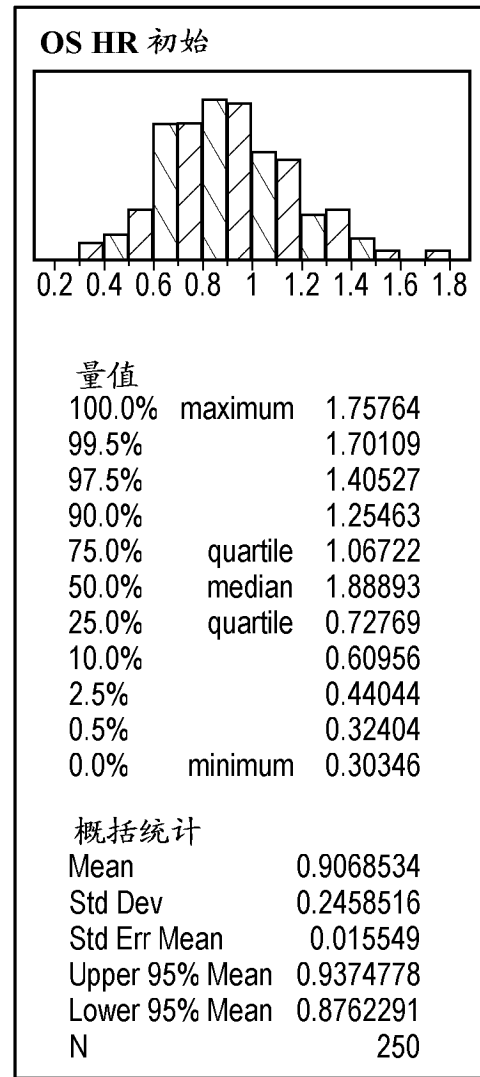 OS HR 初始
0.2 0.4 0.6 0.8 1 1.2 1.4 1.6 1.8
量值
100.0% maximum 1.75764
99.5% 1.70109
97.5% 1.40527
90.0% 1.25463
75.0% quartile 1.06722
50.0% median 1.88893
25.0% quartile 0.72769
10.0% 0.60956
2.5% 0.44044
0.5% 0.32404
0.0% minimum 0.30346
概括统计
Mean 0.9068534
Std Dev 0.2458516
Std Err Mean 0.015549
Upper 95% Mean 0.9374778
Lower 95% Mean 0.8762291
N 250